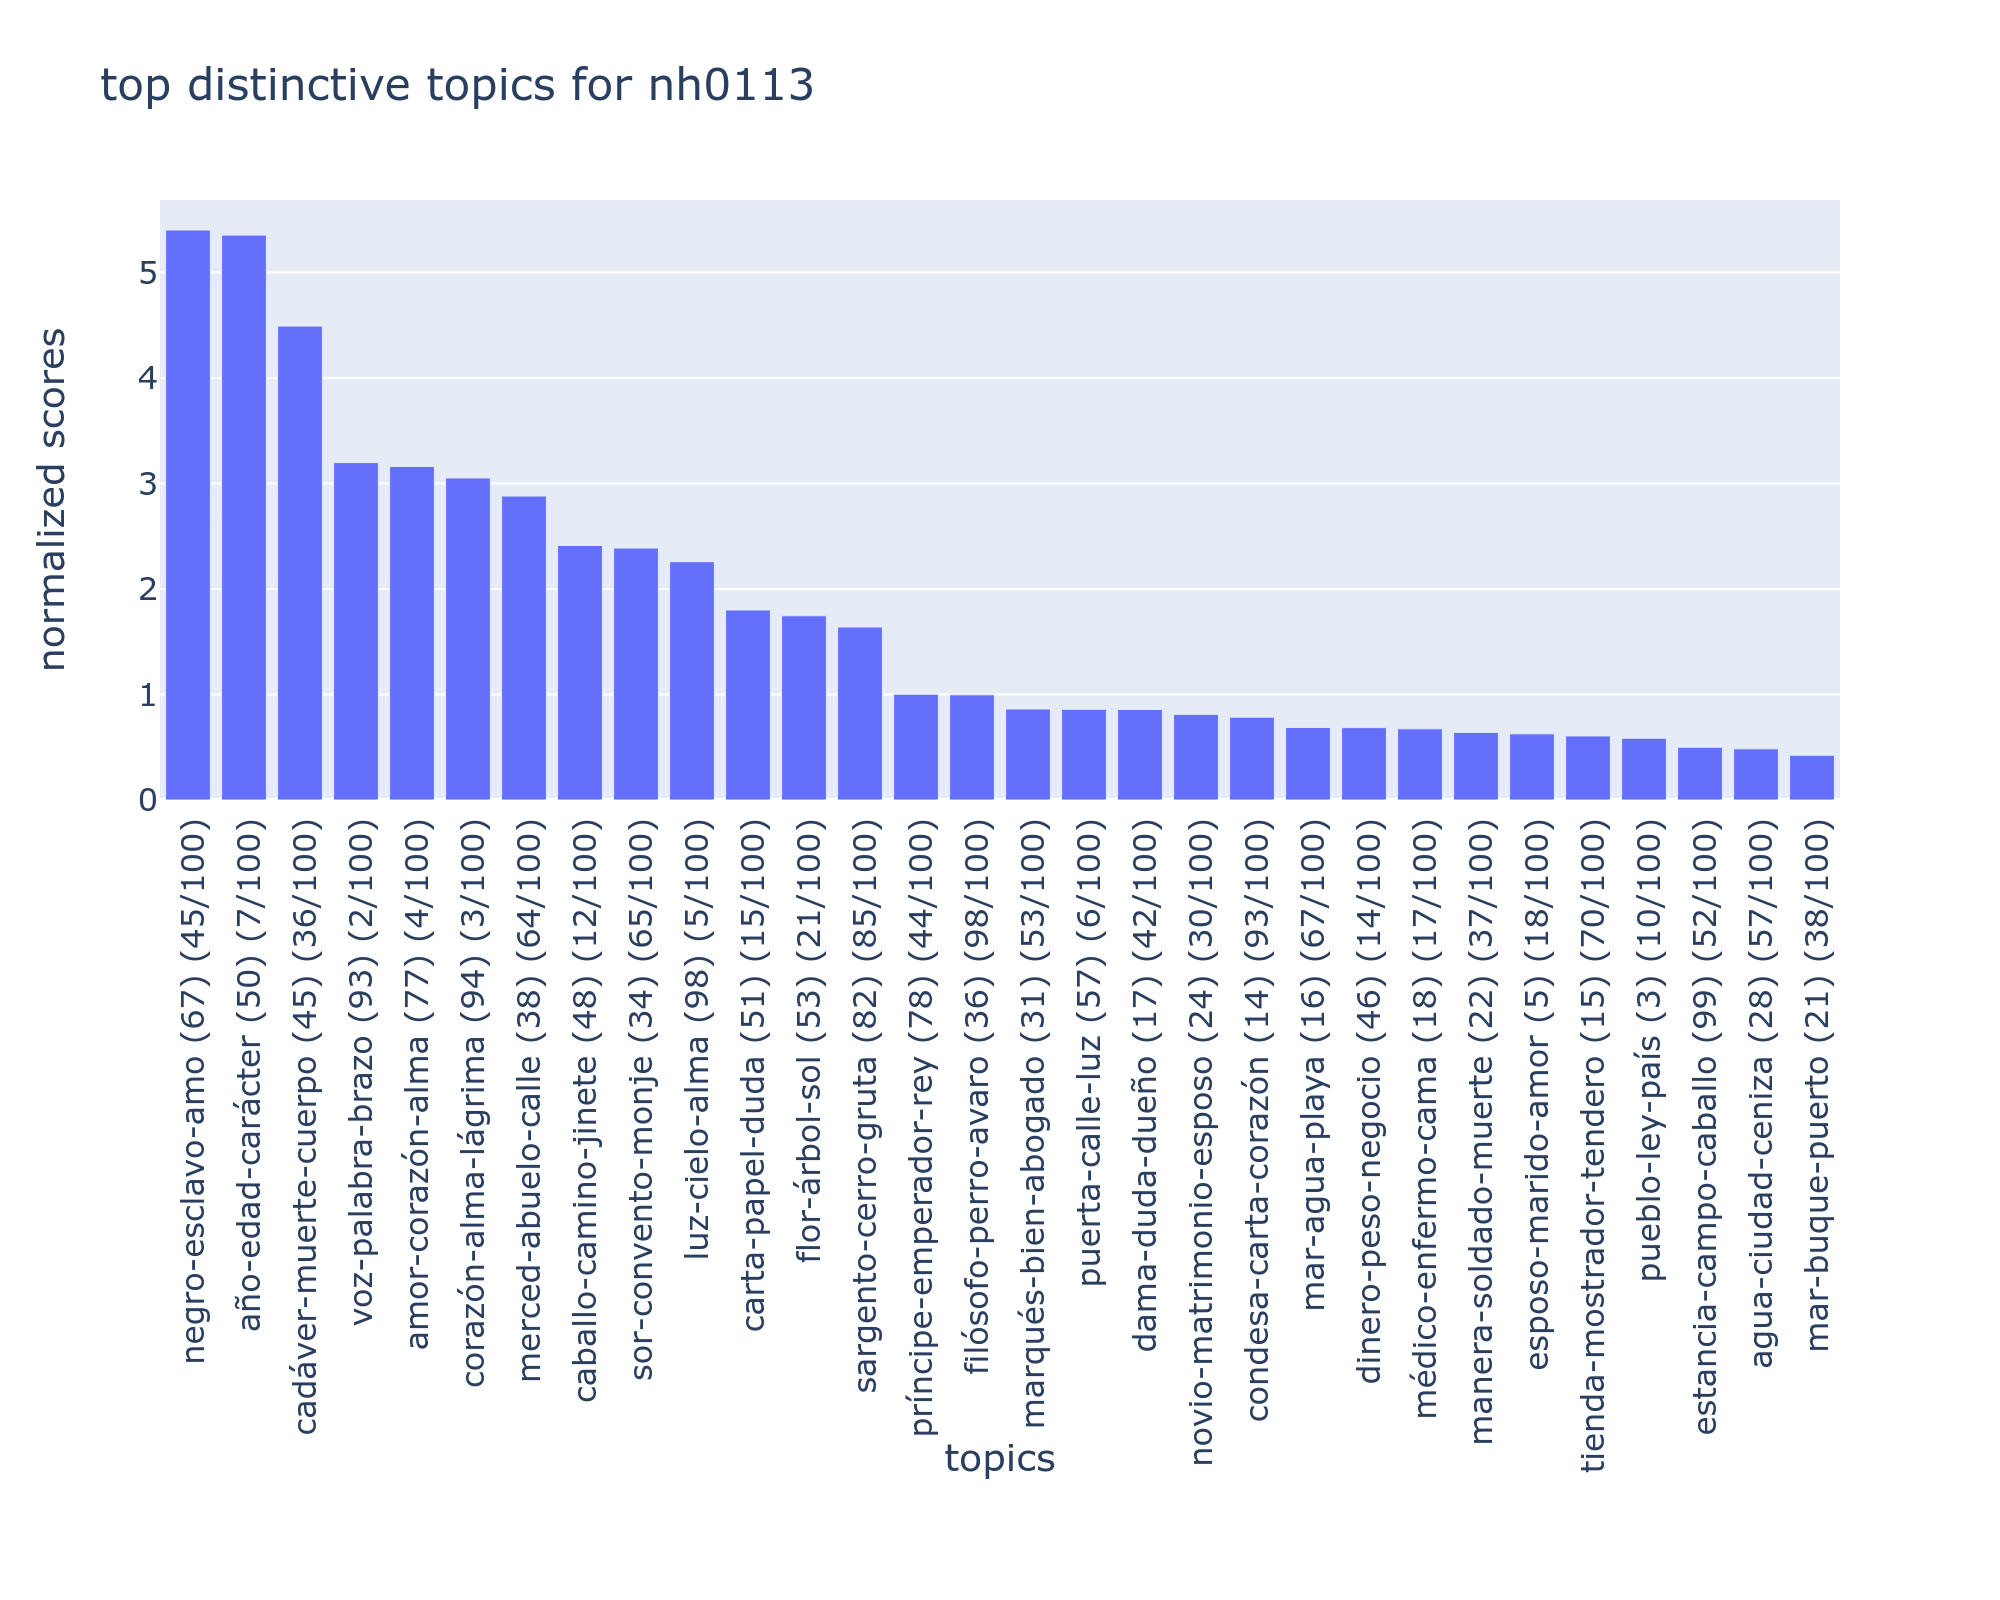 top distinctive topics for nh0113
normalized scores
5
4
3
2
1
0
negro-esclavo-amo (67) (45/100)
año-edad-carácter (50) (7/100)
cadáver-muerte-cuerpo (45) (36/100)
voz-palabra-brazo (93) (2/100)
amor-corazón-alma (77) (4/100)
corazón-alma-lágrima (94) (3/100)
merced-abuelo-calle (38) (64/100)
caballo-camino-jinete (48) (12/100)
sor-convento-monje (34) (65/100)
luz-cielo-alma (98) (5/100)
carta-papel-duda (51) (15/100)
flor-árbol-sol (53) (21/100)
sargento-cerro-gruta (82) (85/100)
príncipe-emperador-rey (78) (44/100)
filósofo-perro-avaro (36) (98/100)
marqués-bien-abogado (31) (53/100)
puerta-calle-luz (57) (6/100)
dama-duda-dueño (17) (42/100)
novio-matrimonio-esposo (24) (30/100)
condesa-carta-corazón (14) (93/100)
mar-agua-playa (16) (67/100)
dinero-peso-negocio (46) (14/100)
médico-enfermo-cama (18) (17/100)
manera-soldado-muerte (22) (37/100)
esposo-marido-amor (5) (18/100)
tienda-mostrador-tendero (15) (70/100)
pueblo-ley-país (3) (10/100)
estancia-campo-caballo (99) (52/100)
agua-ciudad-ceniza (28) (57/100)
mar-buque-puerto (21) (38/100)
topics